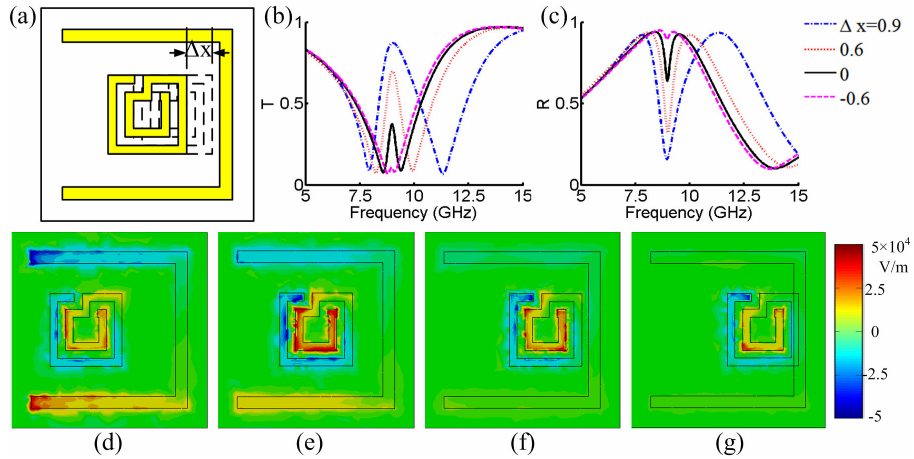 (a)
Δx
(b)
1
0.5
0
T
5
7.5
10
12.5
15
Frequency (GHz)
(c)
1
0.5
0
R
5
7.5
10
12.5
15
Frequency (GHz)
Δ x=0.9
0.6
0
-0.6
5×10⁴
V/m
2.5
0
-2.5
-5
(d)
(e)
(f)
(g)